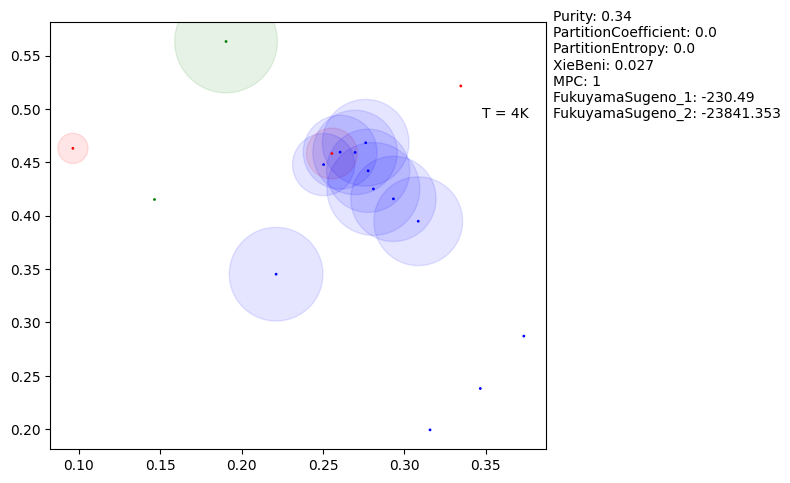 Purity: 0.34
PartitionCoefficient: 0.0
PartitionEntropy: 0.0
XieBeni: 0.027
MPC: 1
FukuyamaSugeno_1: -230.49
FukuyamaSugeno_2: -23841.353
T = 4K
0.55
0.50
0.45
0.40
0.35
0.30
0.25
0.20
0.10 0.15 0.20 0.25 0.30 0.35